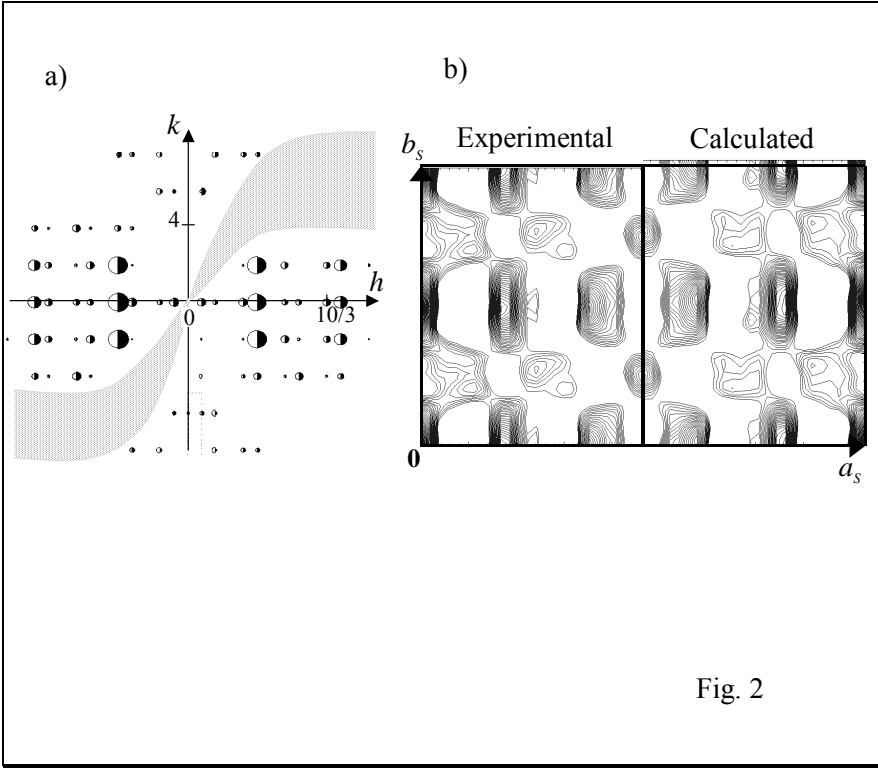 a)
k
4
0
10/3
h
b)
Experimental Calculated
b_s
0
a_s
Fig. 2